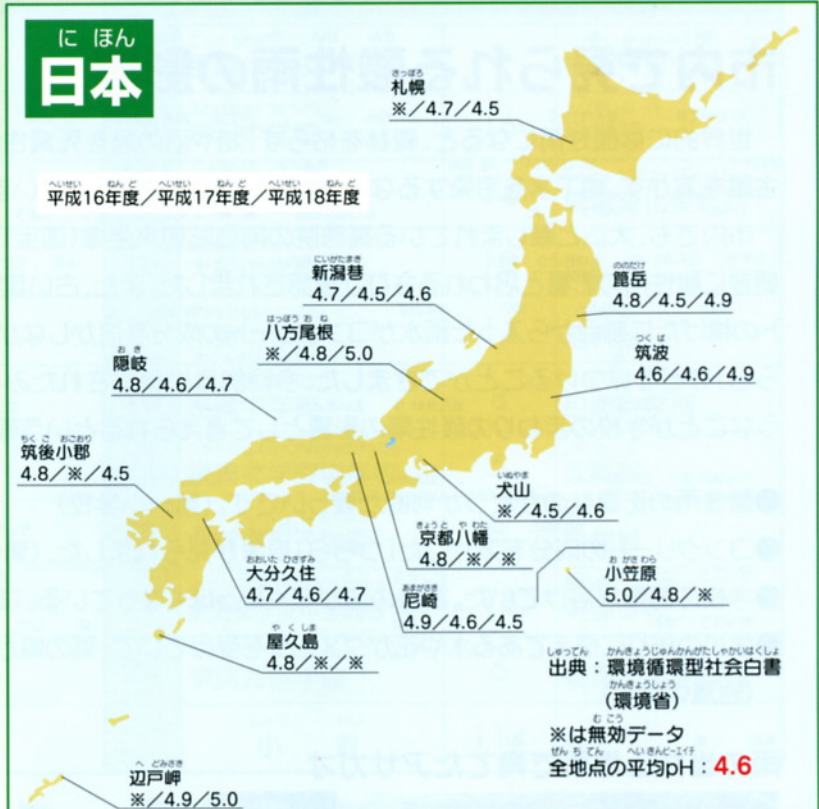 にほん
日本
さっぽろ
札幌
※/4.7/4.5
へいせい ねんど へいせい ねんど へいせい ねんど
平成16年度/平成17年度/平成18年度
にいがたまき
新潟巻
4.7/4.5/4.6
ののだけ
箟岳
4.8/4.5/4.9
はっぽう おね
八方尾根
※/4.8/5.0
つくば
筑波
4.6/4.6/4.9
おき
隠岐
4.8/4.6/4.7
ちくご おごおり
筑後小郡
4.8/※/4.5
いぬやま
犬山
※/4.5/4.6
きょうと やわた
京都八幡
4.8/※/※
おおいた ひさずみ
大分久住
4.7/4.6/4.7
あまがさき
尼崎
4.9/4.6/4.5
おがさわら
小笠原
5.0/4.8/※
やくしま
屋久島
4.8/※/※
しゅってん かんきょうじゅんかんがたしゃかいはくしょ
出典:環境循環型社会白書
かんきょうしょう
(環境省)
むこう
※は無効データ
ぜんちてん へいきんピーエイチ
全地点の平均pH:4.6
へどみさき
辺戸岬
※/4.9/5.0